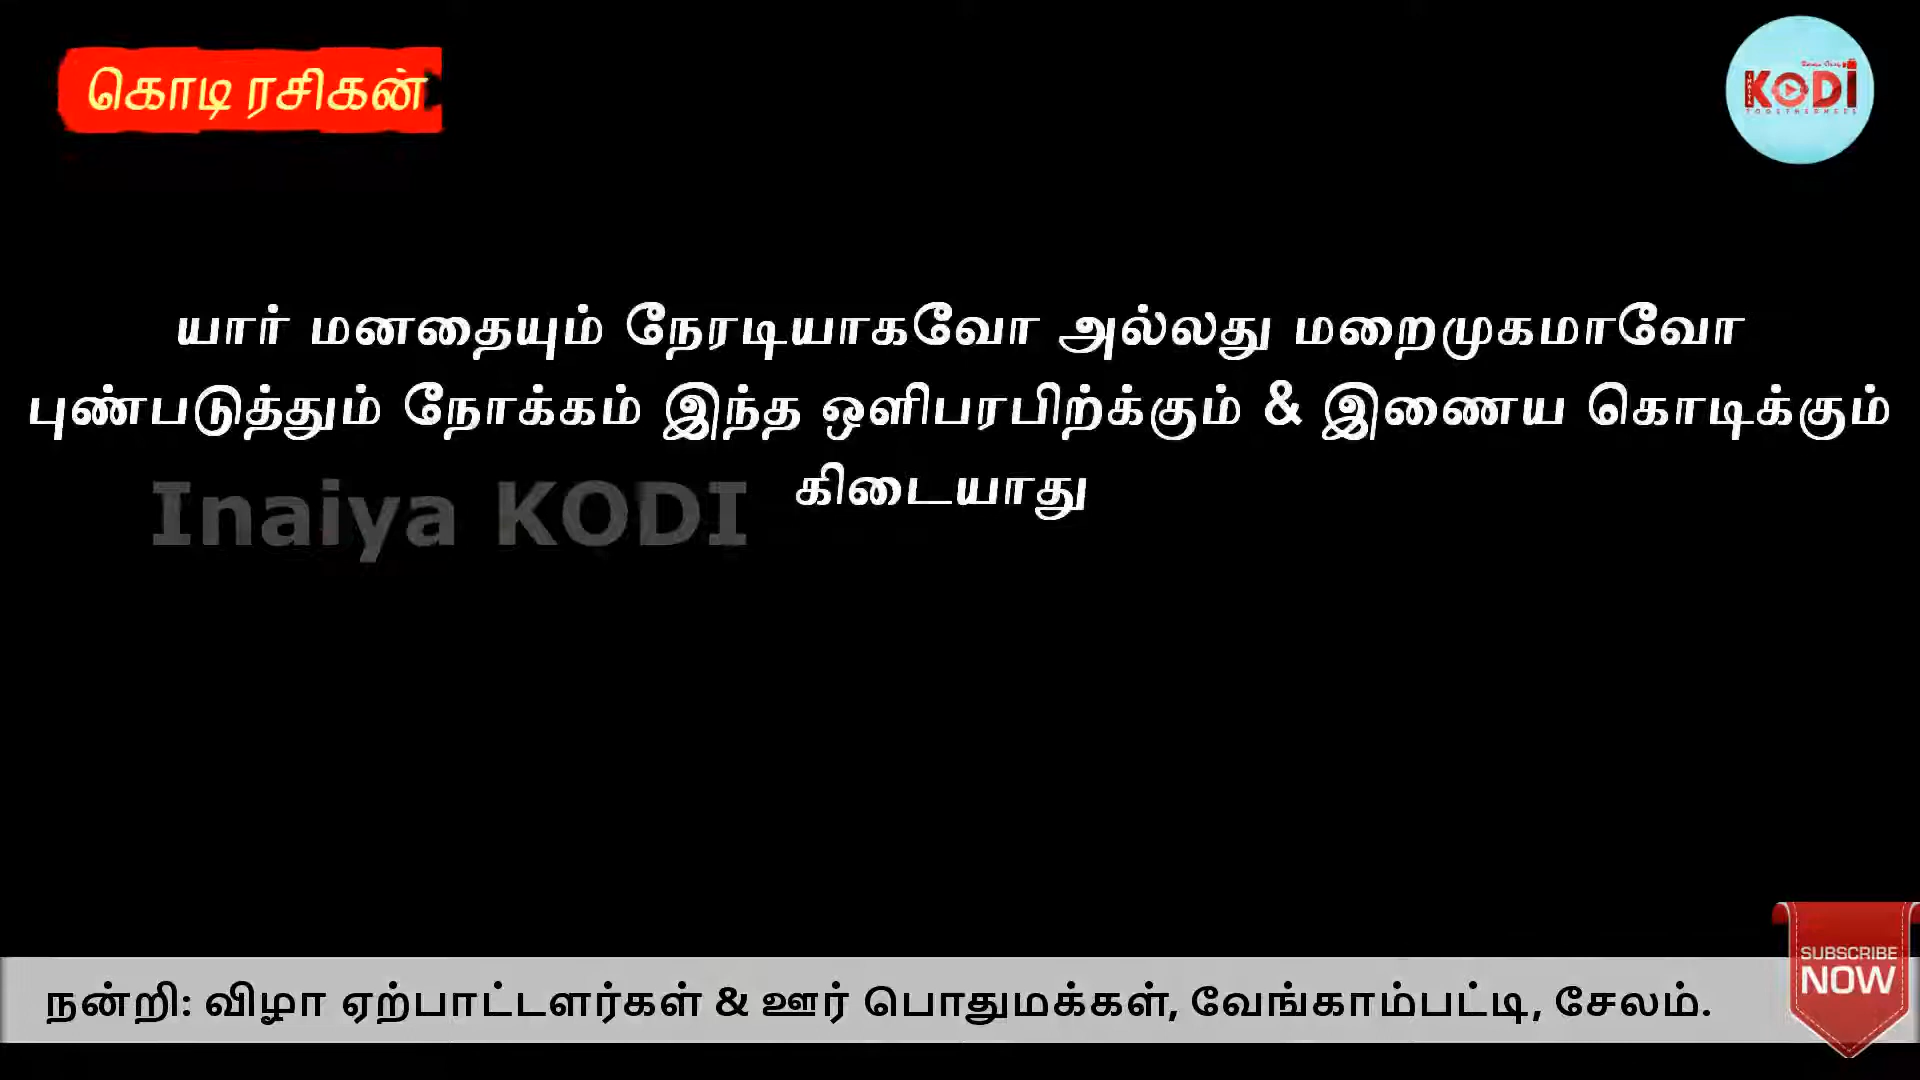 கொடி ரசிகன்
KODI
யார் மனதையும் நேரடியாகவோ அல்லது மறைமுகமாவோ
புண்படுத்தும் நோக்கம் இந்த ஒளிபரபிற்க்கும் & இணைய கொடிக்கும்
கிடையாது
Inaiya KODI
SUBSCRIBE
NOW
நன்றி: விழா ஏற்பாட்டளர்கள் & ஊர் பொதுமக்கள், வேங்காம்பட்டி, சேலம்.